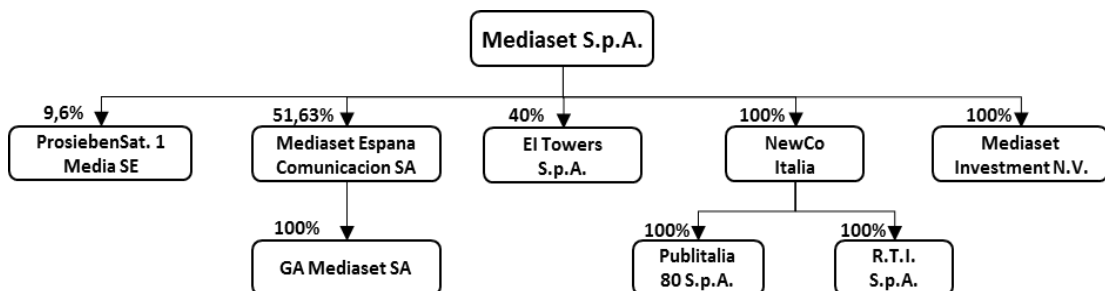 Mediaset S.p.A.
9,6%
51,63%
40%
100%
100%
ProsiebenSat. 1
Media SE
Mediaset Espana
Comunicacion SA
EI Towers
S.p.A.
NewCo
Italia
Mediaset
Investment N.V.
100%
100%
100%
GA Mediaset SA
Publitalia
80 S.p.A.
R.T.I.
S.p.A.